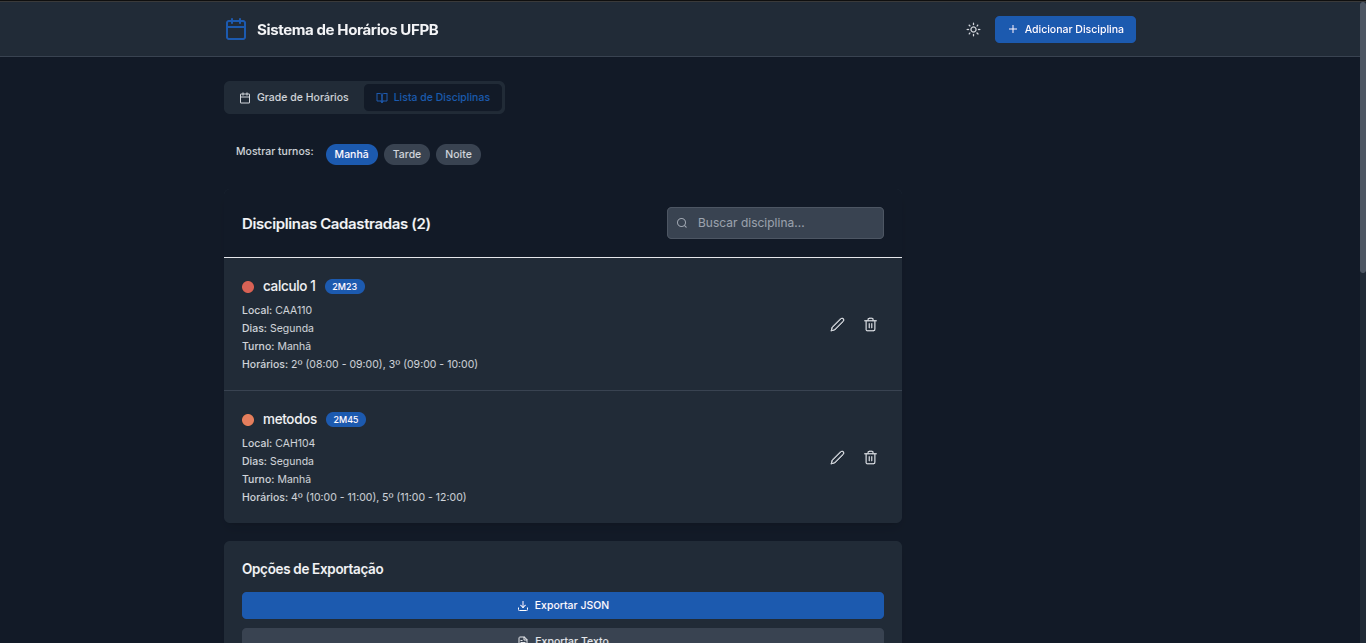 Sistema de Horários UFPB
Adicionar Disciplina
Grade de Horários
Lista de Disciplinas
Mostrar turnos:
Manhã
Tarde
Noite
Disciplinas Cadastradas (2)
Buscar disciplina...
calculo 1
2M23
Local: CAA110
Dias: Segunda
Turno: Manhã
Horários: 2º (08:00 - 09:00), 3º (09:00 - 10:00)
metodos
2M45
Local: CAH104
Dias: Segunda
Turno: Manhã
Horários: 4º (10:00 - 11:00), 5º (11:00 - 12:00)
Opções de Exportação
Exportar JSON
Exportar Texto